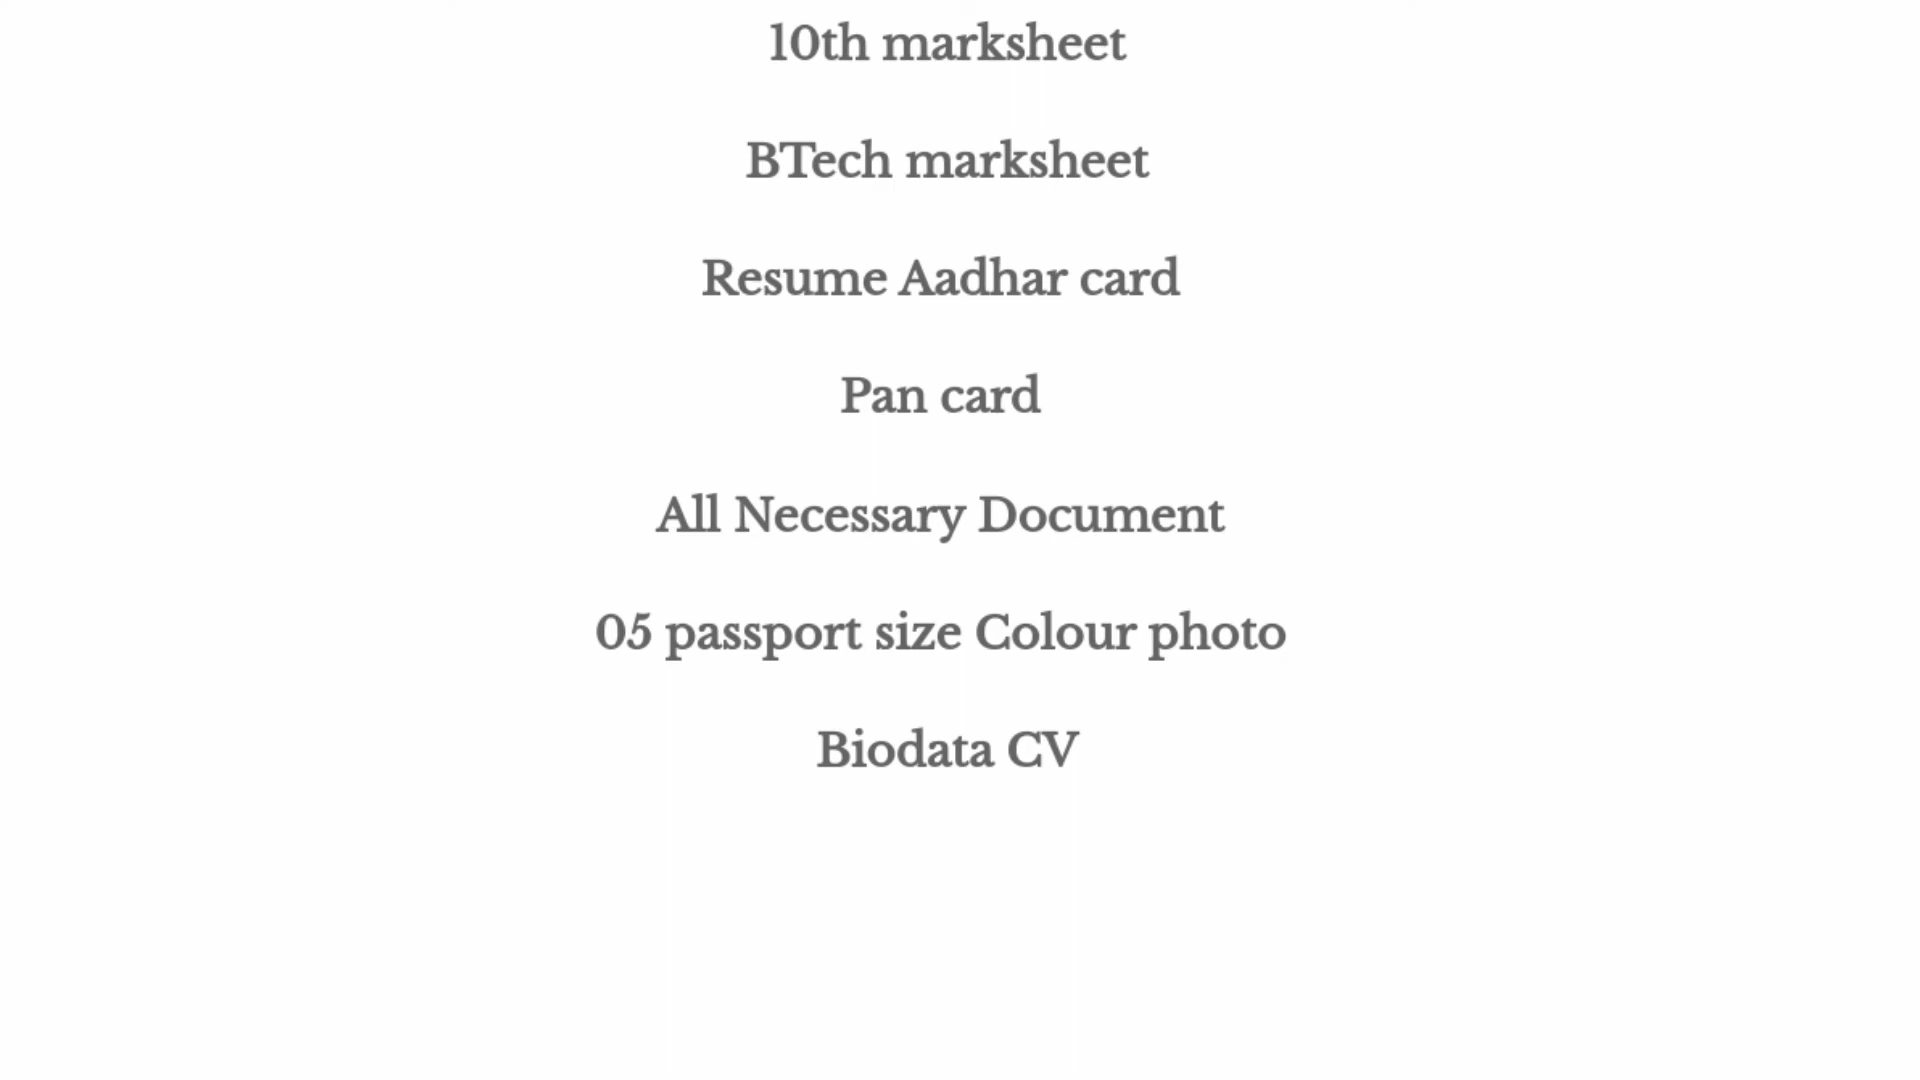 10th marksheet
BTech marksheet
Resume Aadhar card
Pan card
All Necessary Document
05 passport size Colour photo
Biodata CV